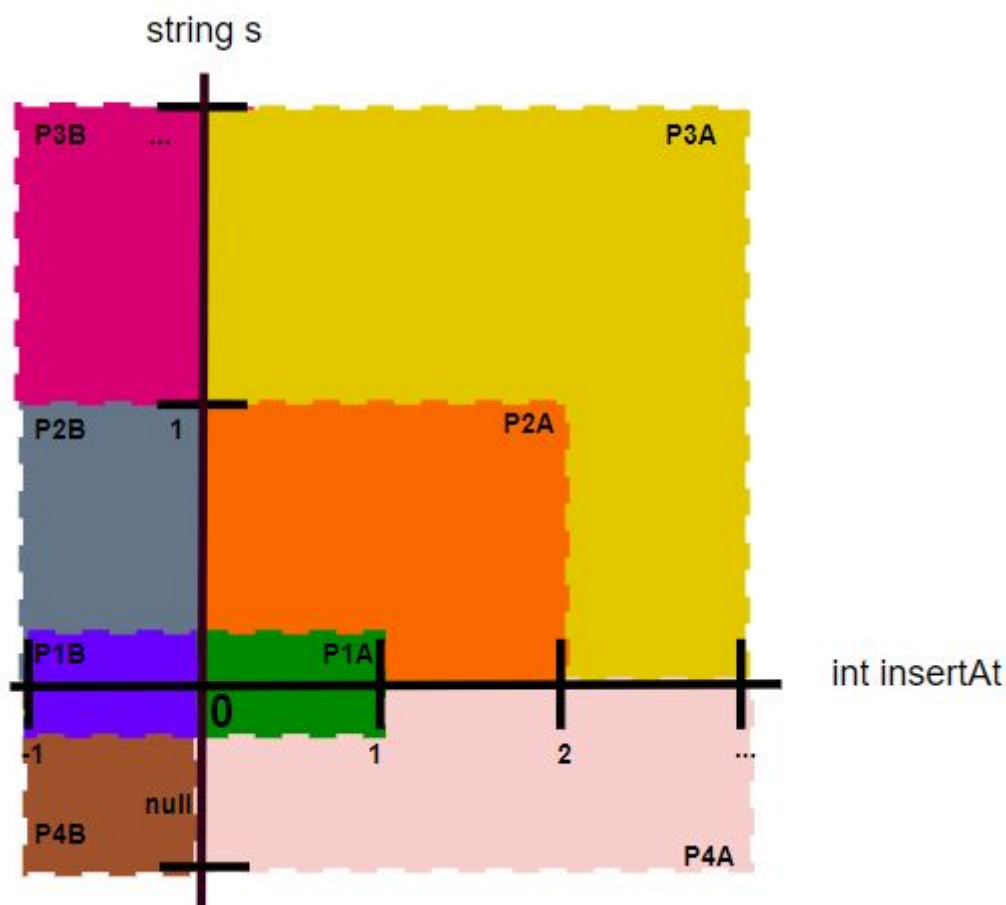 string s
P3B ... P3A
P2B 1 P2A
P1B P1A
int insertAt
0
-1 1 2 ...
null
P4B
P4A